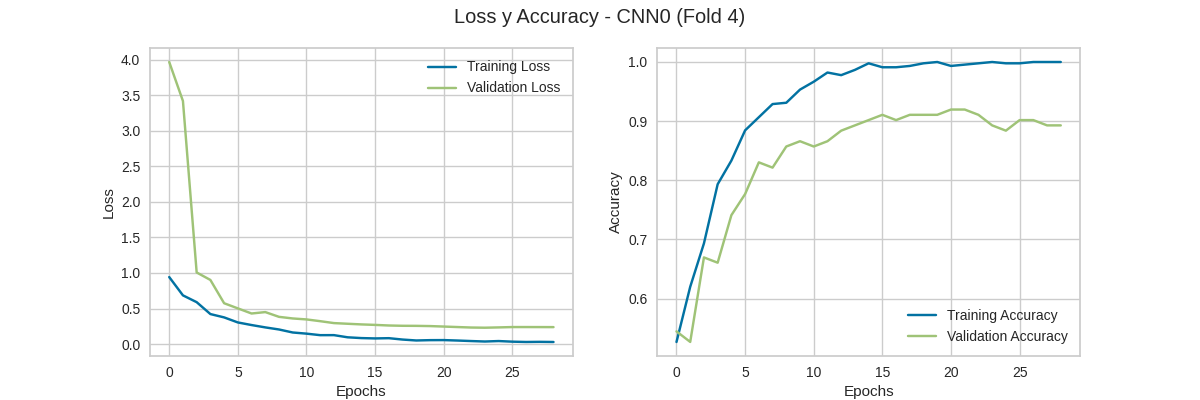 Loss y Accuracy - CNN0 (Fold 4)
4.0
3.5
3.0
2.5
2.0
1.5
1.0
0.5
0.0
Loss
Training Loss
Validation Loss
0 5 10 15 20 25
Epochs
1.0
0.9
0.8
0.7
0.6
Accuracy
Training Accuracy
Validation Accuracy
0 5 10 15 20 25
Epochs